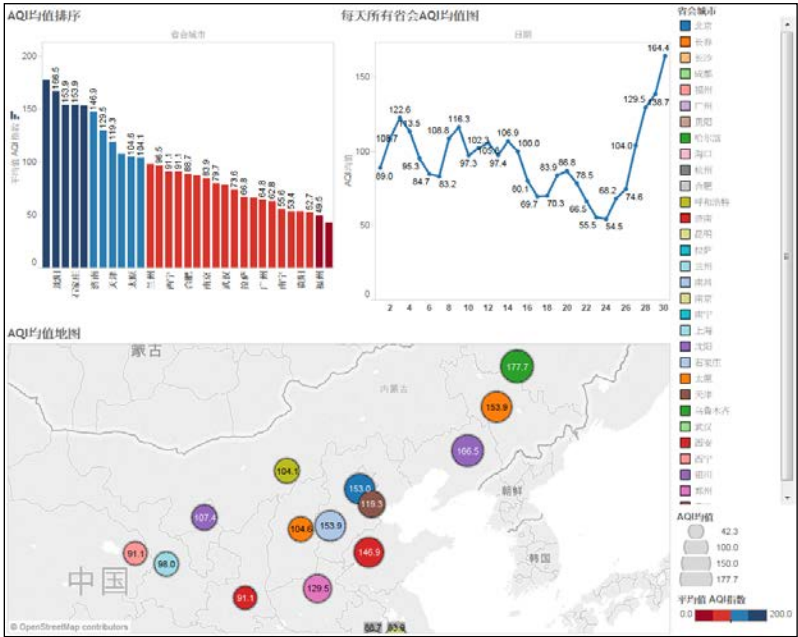 AQI均值排序
省会城市
平均值 AQI指数
200
150
100
50
0
166.5
153.9
153.9
146.9
129.5
119.3
104.6
104.1
96.5
91.1
91.1
88.7
83.9
79.7
73.6
66.8
64.8
62.8
55.6
53.4
52.7
49.5
沈阳
石家庄
济南
天津
太原
兰州
西宁
合肥
南京
武汉
拉萨
广州
南宁
贵阳
福州
每天所有省会AQI均值图
日期
AQI均值
150
100
50
0
89.0
108.7
122.6
113.5
95.3
84.7
83.2
108.8
116.3
97.3
102.3
97.4
106.9
100.0
80.1
69.7
70.3
83.9
86.8
78.5
66.5
55.5
54.5
68.2
74.6
104.0
129.5
138.7
164.4
2 4 6 8 10 12 14 16 18 20 22 24 26 28 30
省会城市
北京
长春
长沙
成都
福州
广州
贵阳
哈尔滨
海口
杭州
合肥
呼和浩特
济南
昆明
拉萨
兰州
南昌
南京
南宁
上海
沈阳
石家庄
太原
天津
乌鲁木齐
武汉
西安
西宁
银川
郑州
AQI均值地图
蒙古
内蒙古
177.7
153.9
166.5
104.1
153.0
119.3
107.4
104.6
153.9
朝鲜
91.1
98.0
146.9
韩国
中国
129.5
91.1
88.7
83.9
© OpenStreetMap contributors
AQI均值
42.3
100.0
150.0
177.7
平均值 AQI指数
0.0
200.0